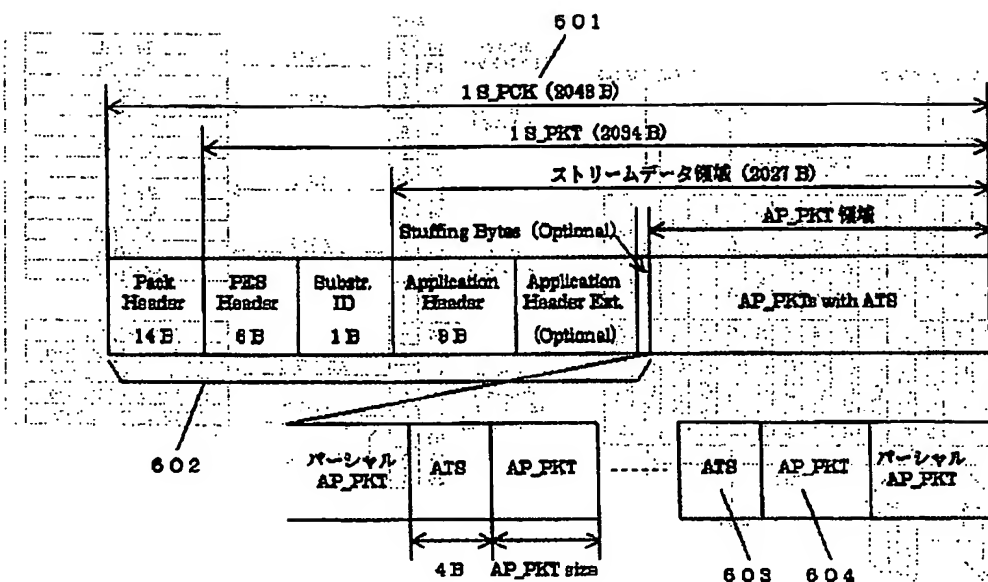 601
1 S_PCK (2048 B)
1 S_PKT (2034 B)
ストリームデータ領域 (2027 B)
AP_PKT 領域
Stuffing Bytes (Optional)
Pack Header 14 B
PES Header 6 B
Substr. ID 1 B
Application Header 9 B
Application Header Ext. (Optional)
AP_PKTs with ATS
602
パーシャル AP_PKT
ATS
AP_PKT
ATS
AP_PKT
パーシャル AP_PKT
4 B
AP_PKT size
603
604